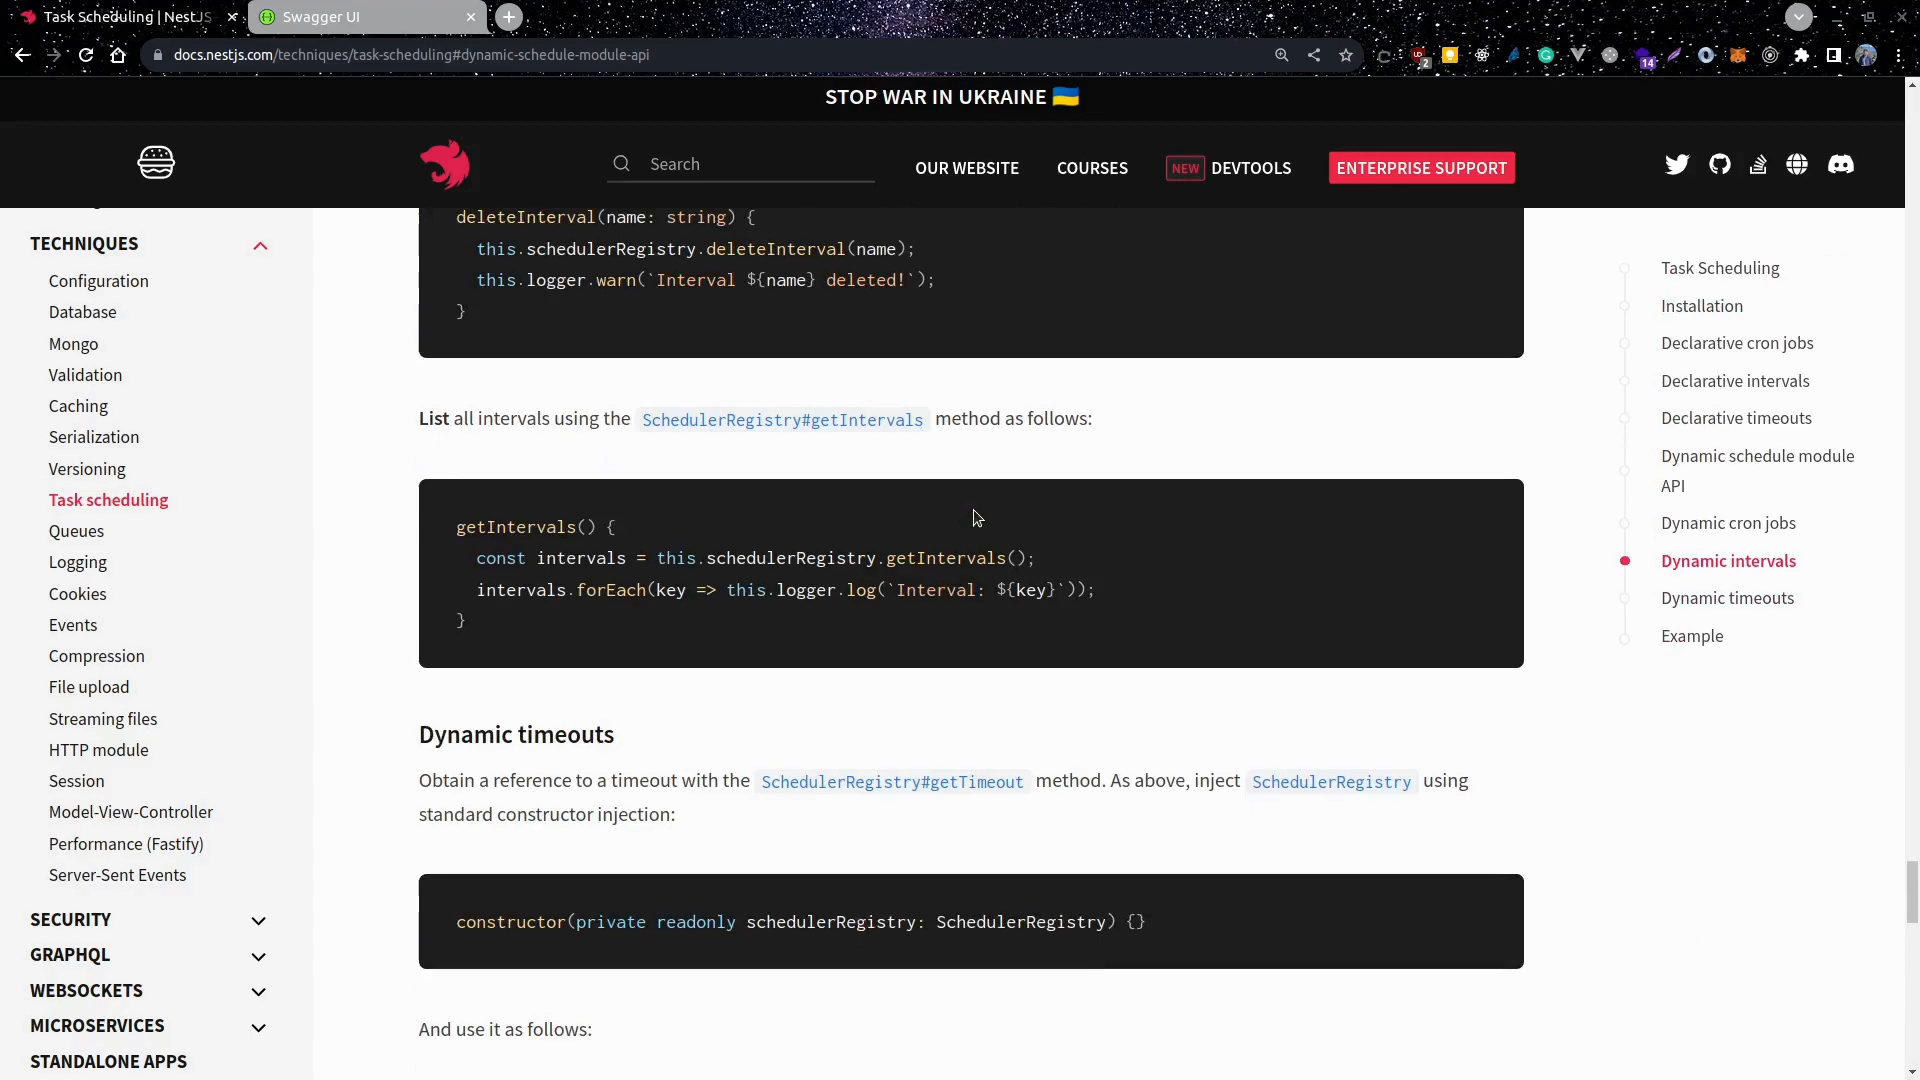 Task Scheduling | NestJS
Swagger UI
docs.nestjs.com/techniques/task-scheduling#dynamic-schedule-module-api
2
14
STOP WAR IN UKRAINE 🇺🇦
Search
OUR WEBSITE
COURSES
NEW DEVTOOLS
ENTERPRISE SUPPORT
TECHNIQUES
Configuration
Database
Mongo
Validation
Caching
Serialization
Versioning
Task scheduling
Queues
Logging
Cookies
Events
Compression
File upload
Streaming files
HTTP module
Session
Model-View-Controller
Performance (Fastify)
Server-Sent Events
SECURITY
GRAPHQL
WEBSOCKETS
MICROSERVICES
STANDALONE APPS
deleteInterval(name: string) {
this.schedulerRegistry.deleteInterval(name);
this.logger.warn(`Interval ${name} deleted!`);
}
List all intervals using the SchedulerRegistry#getIntervals method as follows:
getIntervals() {
const intervals = this.schedulerRegistry.getIntervals();
intervals.forEach(key => this.logger.log(`Interval: ${key}`));
}
Dynamic timeouts
Obtain a reference to a timeout with the SchedulerRegistry#getTimeout method. As above, inject SchedulerRegistry using
standard constructor injection:
constructor(private readonly schedulerRegistry: SchedulerRegistry) {}
And use it as follows:
Task Scheduling
Installation
Declarative cron jobs
Declarative intervals
Declarative timeouts
Dynamic schedule module
API
Dynamic cron jobs
Dynamic intervals
Dynamic timeouts
Example